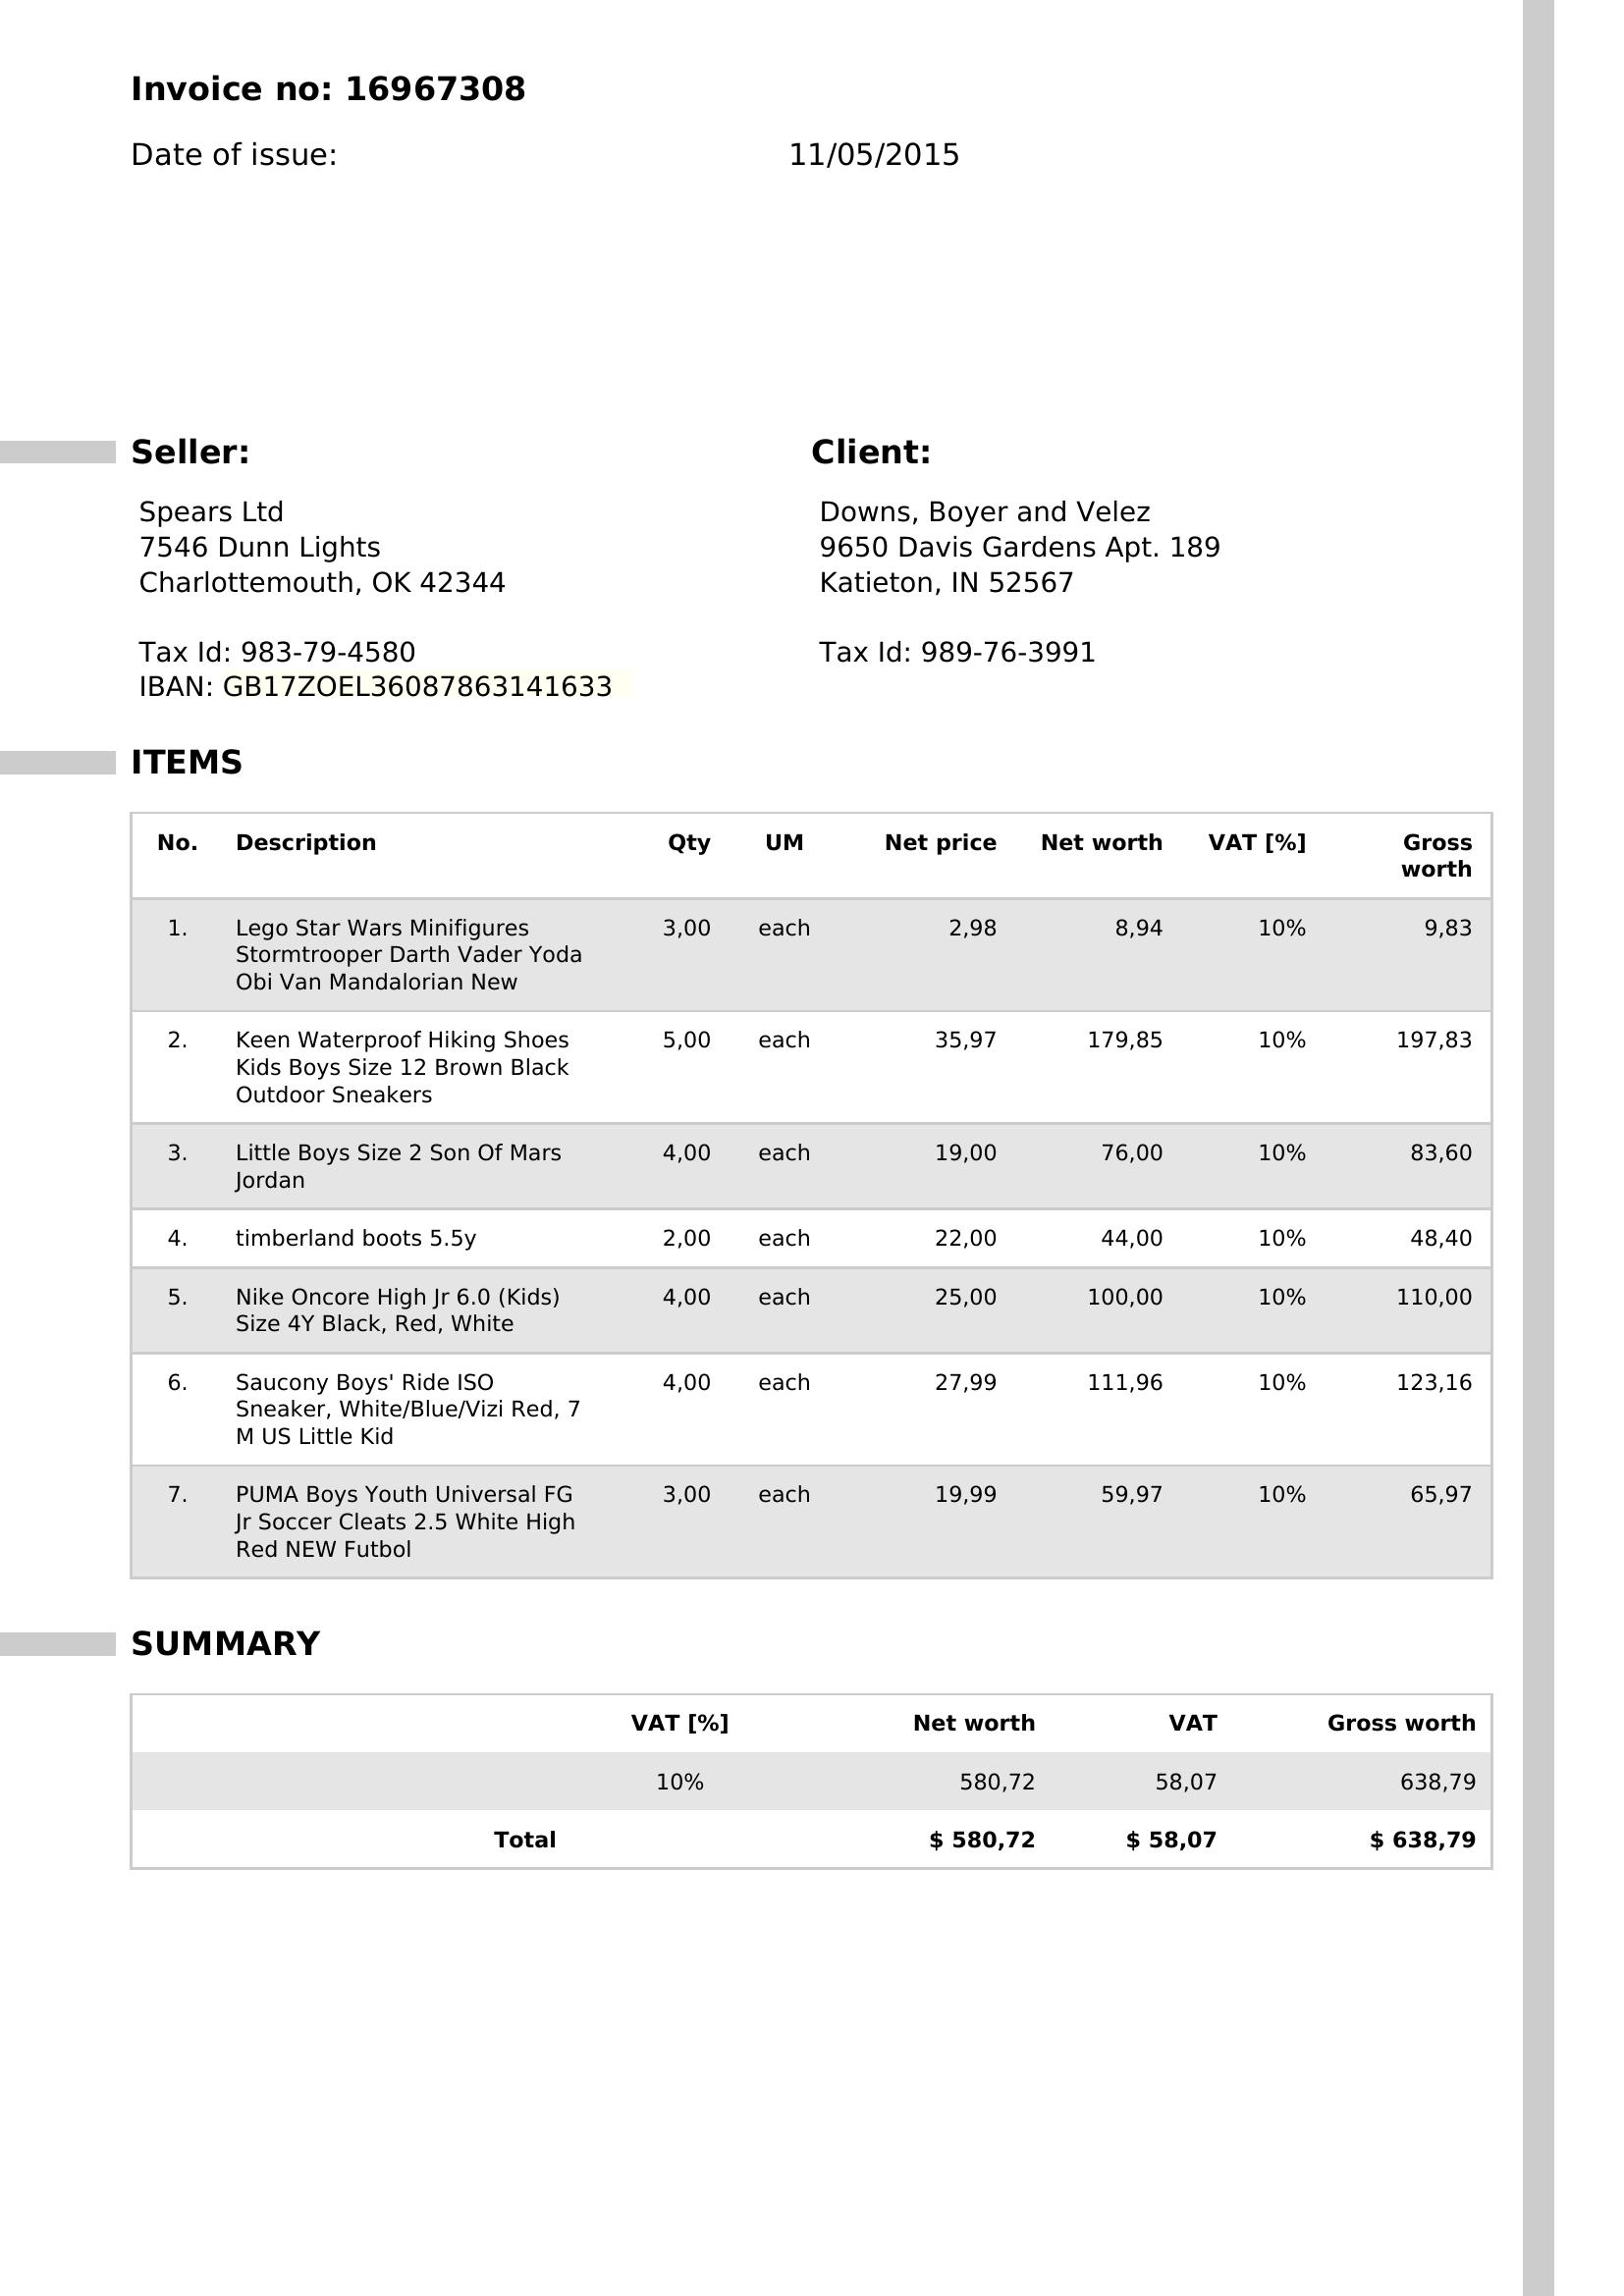 Invoice no: 16967308
Date of issue: 11/05/2015
Seller: Client:
Spears Ltd Downs, Boyer and Velez
7546 Dunn Lights 9650 Davis Gardens Apt. 189
Charlottemouth, OK 42344 Katieton, IN 52567
Tax Id: 983-79-4580 Tax Id: 989-76-3991
IBAN: GB17ZOEL36087863141633
ITEMS
No. Description Qty UM Net price Net worth VAT [%] Gross
worth
1. Lego Star Wars Minifigures 3,00 each 2,98 8,94 10% 9,83
Stormtrooper Darth Vader Yoda
Obi Van Mandalorian New
2. Keen Waterproof Hiking Shoes 5,00 each 35,97 179,85 10% 197,83
Kids Boys Size 12 Brown Black
Outdoor Sneakers
3. Little Boys Size 2 Son Of Mars 4,00 each 19,00 76,00 10% 83,60
Jordan
4. timberland boots 5.5y 2,00 each 22,00 44,00 10% 48,40
5. Nike Oncore High Jr 6.0 (Kids) 4,00 each 25,00 100,00 10% 110,00
Size 4Y Black, Red, White
6. Saucony Boys' Ride ISO 4,00 each 27,99 111,96 10% 123,16
Sneaker, White/Blue/Vizi Red, 7
M US Little Kid
7. PUMA Boys Youth Universal FG 3,00 each 19,99 59,97 10% 65,97
Jr Soccer Cleats 2.5 White High
Red NEW Futbol
SUMMARY
VAT [%] Net worth VAT Gross worth
10% 580,72 58,07 638,79
Total $ 580,72 $ 58,07 $ 638,79